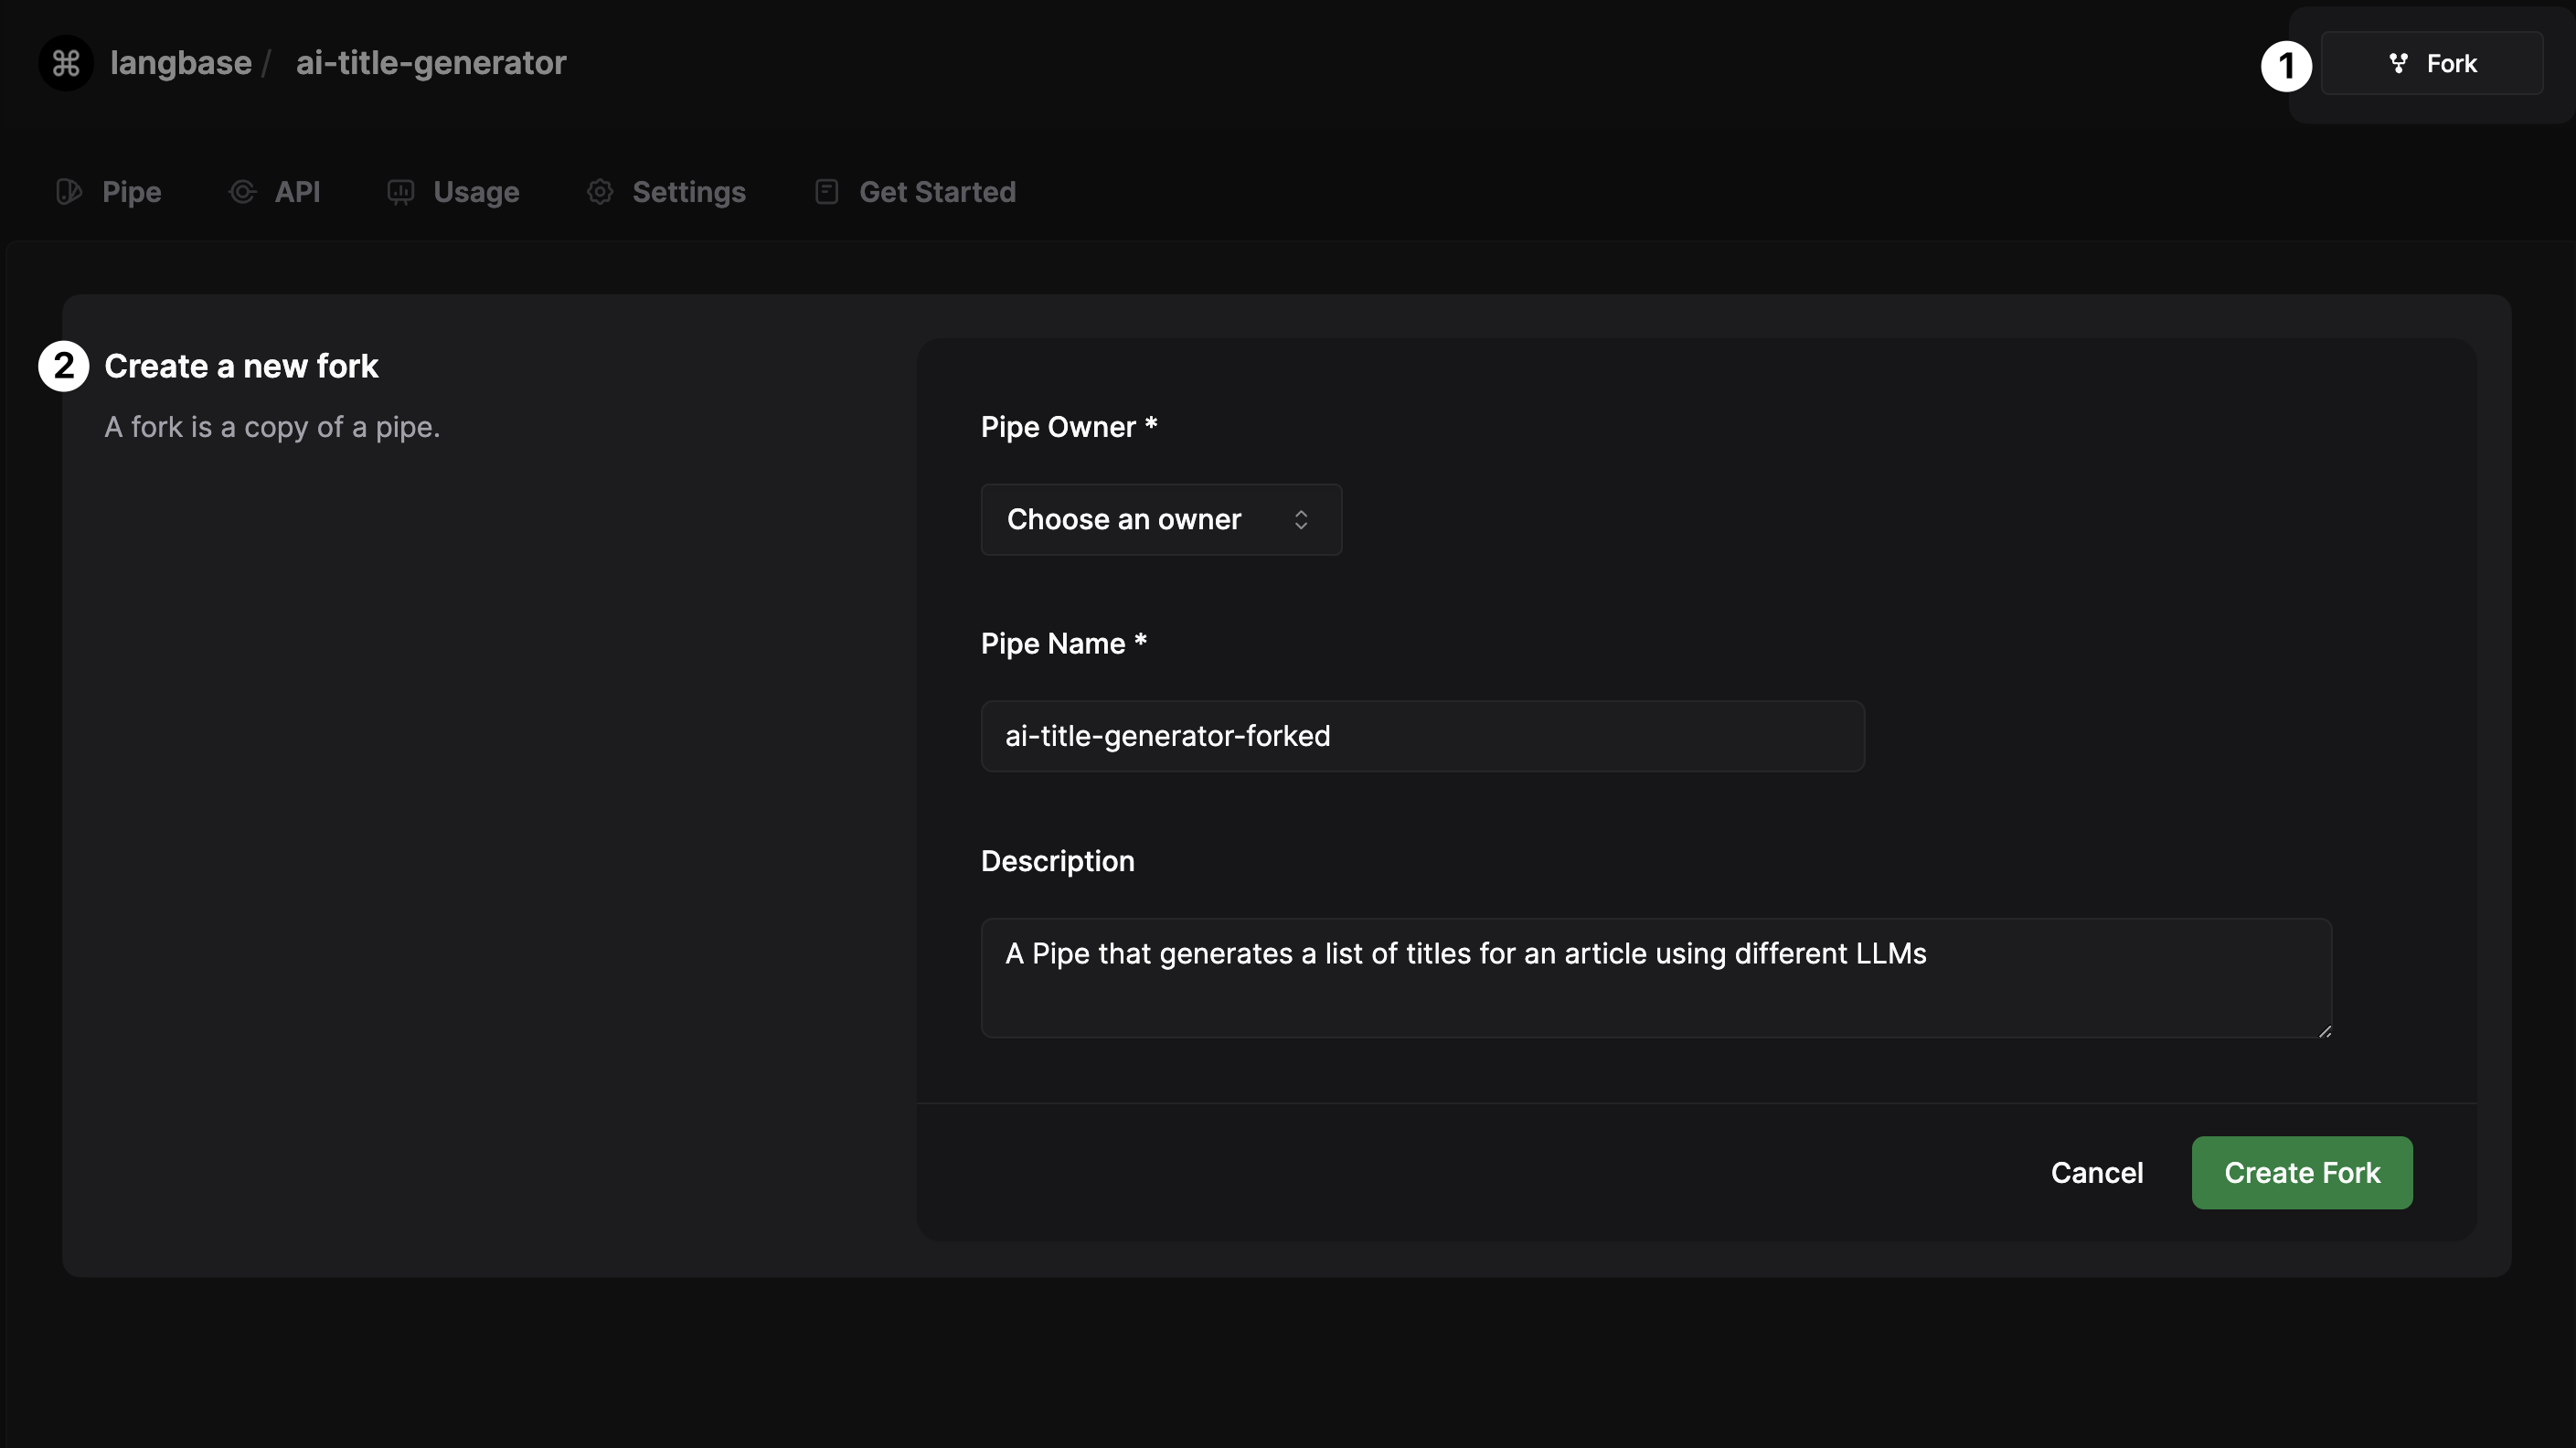 langbase / ai-title-generator
1 Fork
Pipe API Usage Settings Get Started
2 Create a new fork
A fork is a copy of a pipe.
Pipe Owner *
Choose an owner
Pipe Name *
ai-title-generator-forked
Description
A Pipe that generates a list of titles for an article using different LLMs
Cancel Create Fork